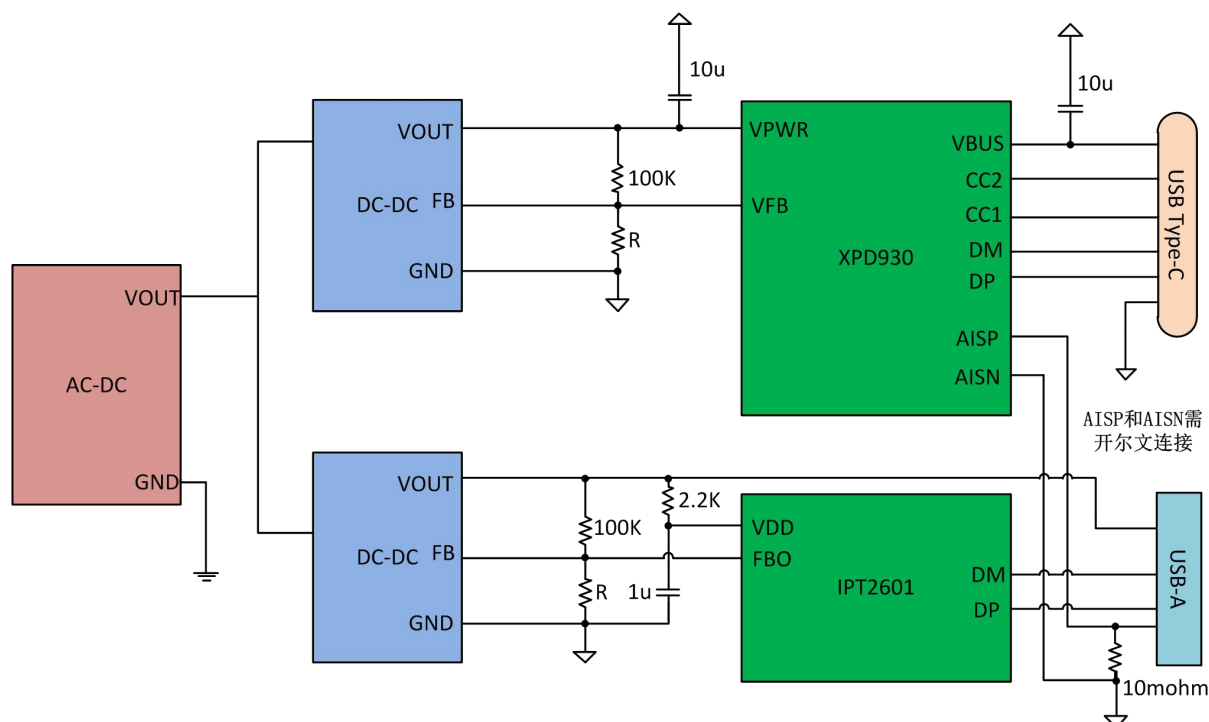 10u
10u
VOUT
VPWR
VBUS
100K
CC2
DC-DC
FB
VFB
CC1
R
XPD930
DM
GND
DP
USB Type-C
VOUT
AISP
AC-DC
AISN
AISP和AISN需
开尔文连接
GND
VOUT
2.2K
100K
VDD
DC-DC
FB
FBO
DM
R
1u
IPT2601
DP
GND
USB-A
10mohm